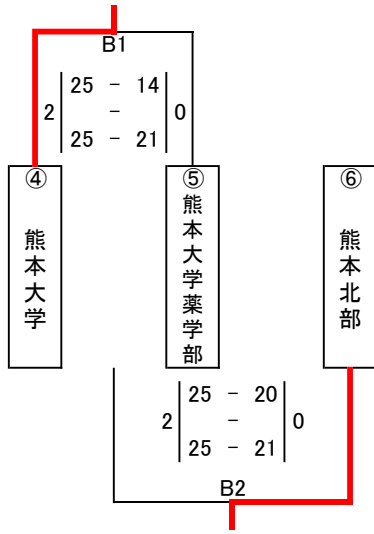 B1
25 - 14
2 - 0
25 - 21
④ 熊本大学
⑤ 熊本大学薬学部
⑥ 熊本北部
25 - 20
2 - 0
25 - 21
B2